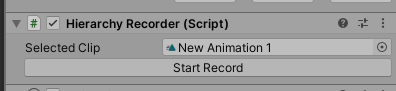 Hierarchy Recorder (Script)
Selected Clip New Animation 1
Start Record